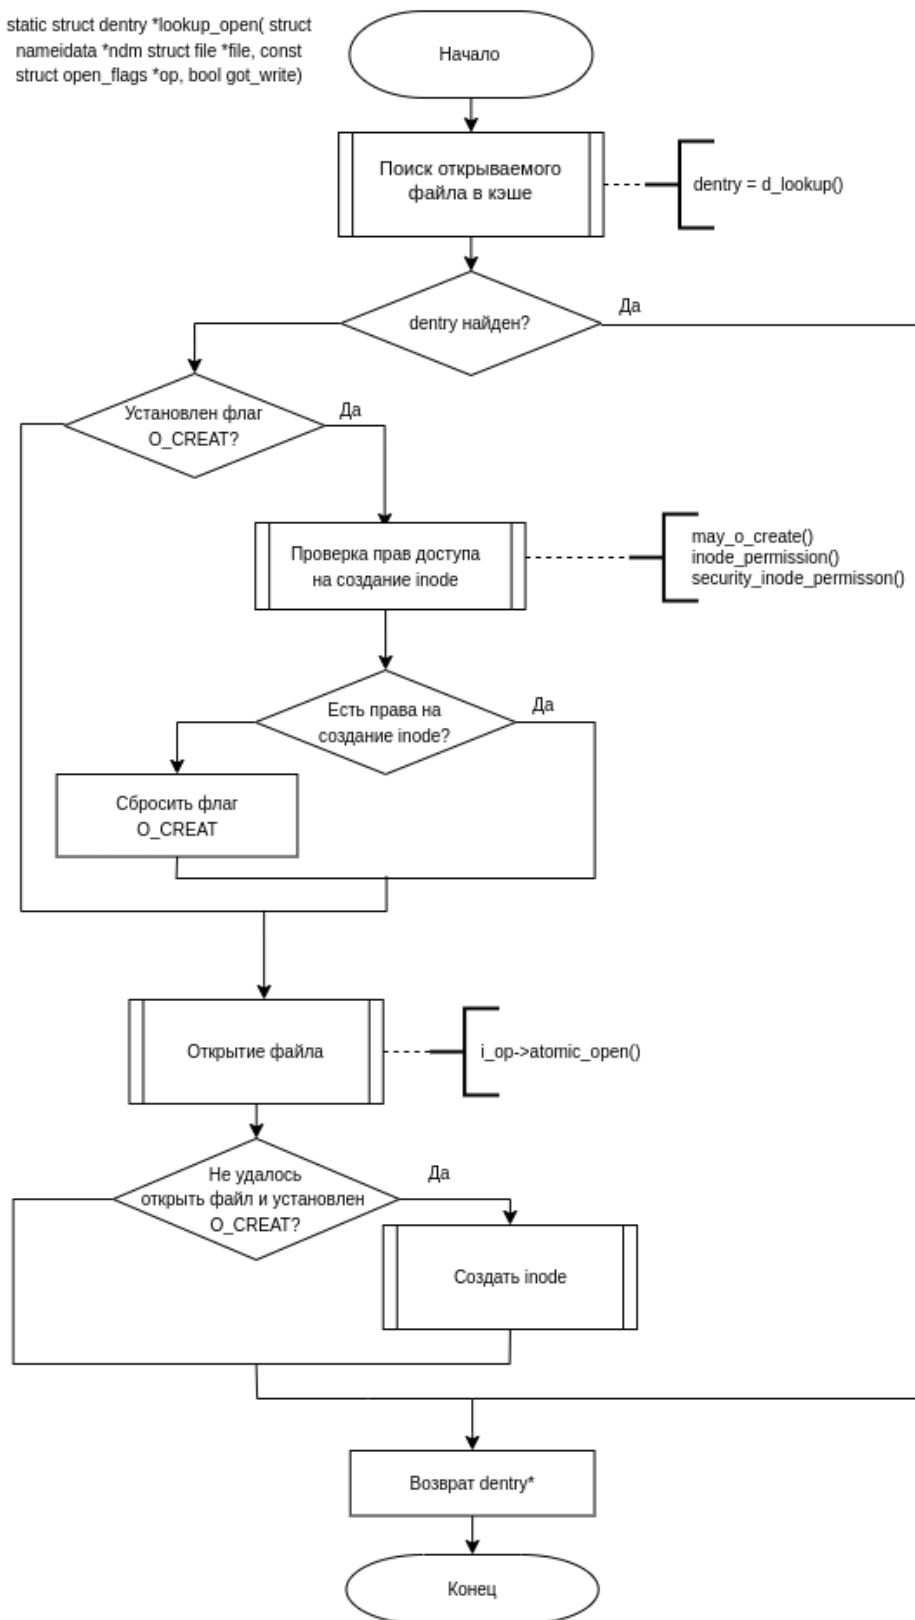 static struct dentry *lookup_open( struct
nameidata *ndm struct file *file, const
struct open_flags *op, bool got_write)
Начало
Поиск открываемого
файла в кэше
dentry = d_lookup()
dentry найден?
Да
Установлен флаг
O_CREAT?
Да
Проверка прав доступа
на создание inode
may_o_create()
inode_permission()
security_inode_permisson()
Есть права на
создание inode?
Да
Сбросить флаг
O_CREAT
Открытие файла
i_op->atomic_open()
Не удалось
открыть файл и установлен
O_CREAT?
Да
Создать inode
Возврат dentry*
Конец